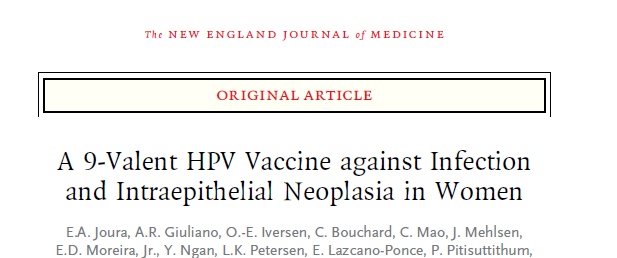 The NEW ENGLAND JOURNAL of MEDICINE
ORIGINAL ARTICLE
A 9-Valent HPV Vaccine against Infection
and Intraepithelial Neoplasia in Women
E.A. Joura, A.R. Giuliano, O.-E. Iversen, C. Bouchard, C. Mao, J. Mehlsen,
E.D. Moreira, Jr., Y. Ngan, L.K. Petersen, E. Lazcano-Ponce, P. Pitisuttithum,